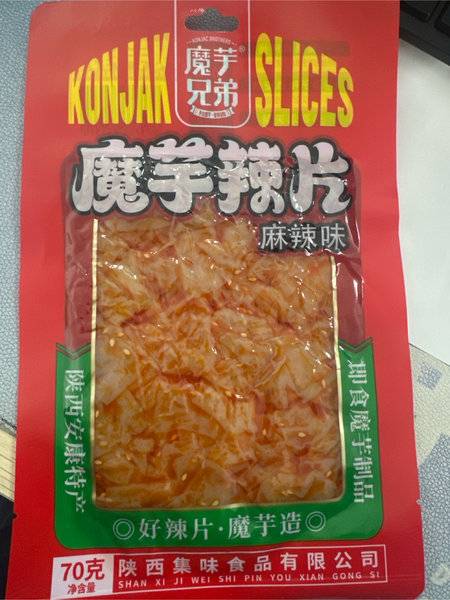 KONJAK SLICES
KONJAC BROTHERS
魔芋®
兄弟
魔芋辣片
麻辣味
陕西安康特产
即食魔芋制品
◎好辣片·魔芋造◎
70克
净含量
陕西集味食品有限公司
SHAN XI JI WEI SHI PIN YOU XIAN GONG SI